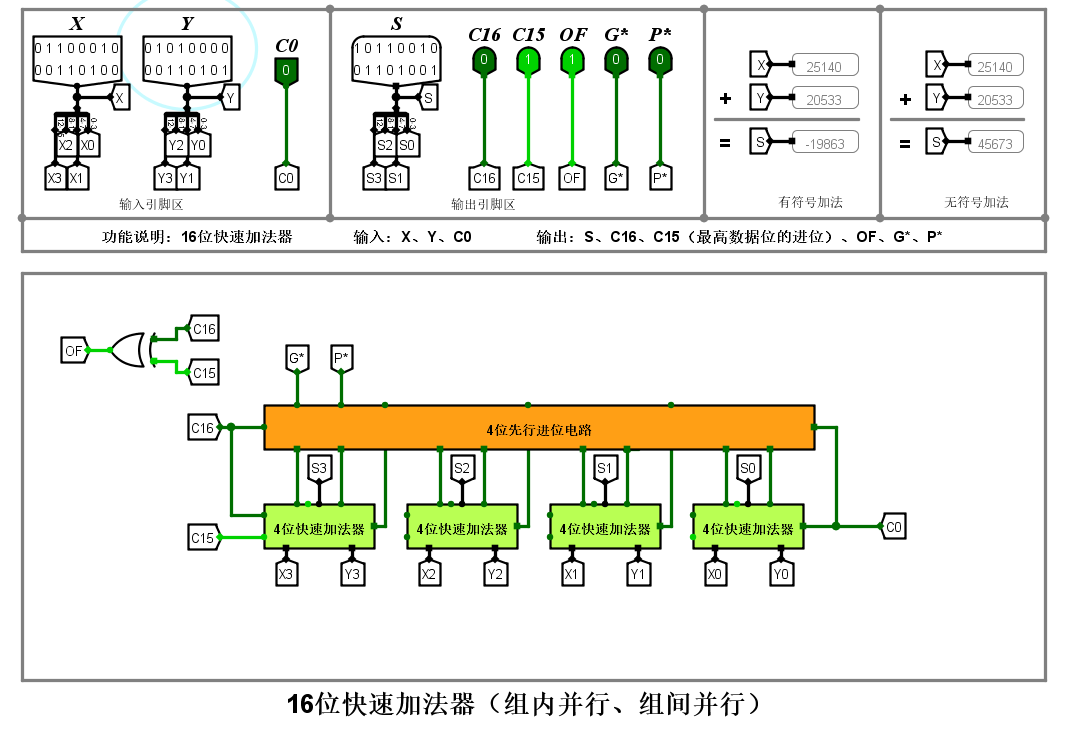 X Y C0 S C16 C15 OF G* P*
01100010 01010000 0 10110010 0 1 1 0 0
00110100 00110101 01101001
X 25140 X 25140
X Y S + Y 20533 + Y 20533
= S -19863 = S 45673
X2 X0 Y2 Y0 S2 S0
X3 X1 Y3 Y1 C0 S3 S1 C16 C15 OF G* P*
输入引脚区 输出引脚区 有符号加法 无符号加法
功能说明：16位快速加法器 输入：X、Y、C0 输出：S、C16、C15（最高数据位的进位）、OF、G*、P*
C16
OF
C15
G* P*
C16 4位先行进位电路
S3 S2 S1 S0
4位快速加法器 4位快速加法器 4位快速加法器 4位快速加法器 C0
C15
X3 Y3 X2 Y2 X1 Y1 X0 Y0
16位快速加法器（组内并行、组间并行）